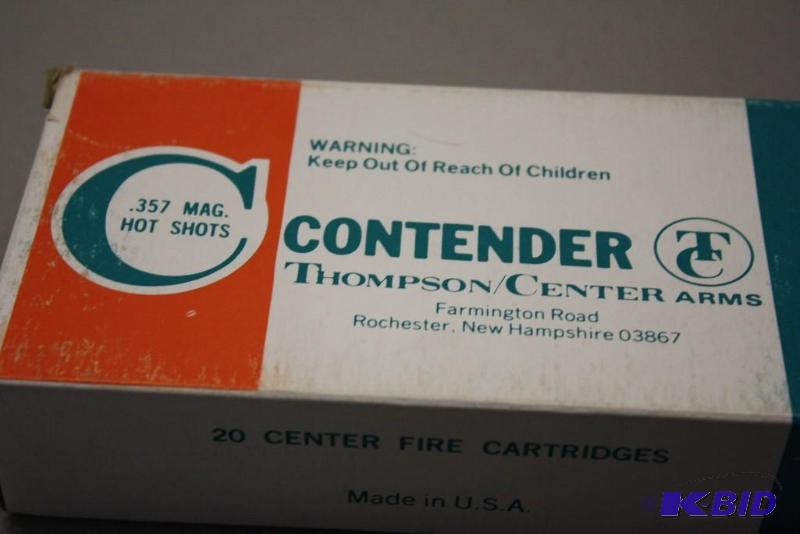 WARNING:
Keep Out Of Reach Of Children
C
.357 MAG.
HOT SHOTS
CONTENDER
TC
THOMPSON/CENTER ARMS
Farmington Road
Rochester, New Hampshire 03867
20 CENTER FIRE CARTRIDGES
Made in U.S.A.
K-BID